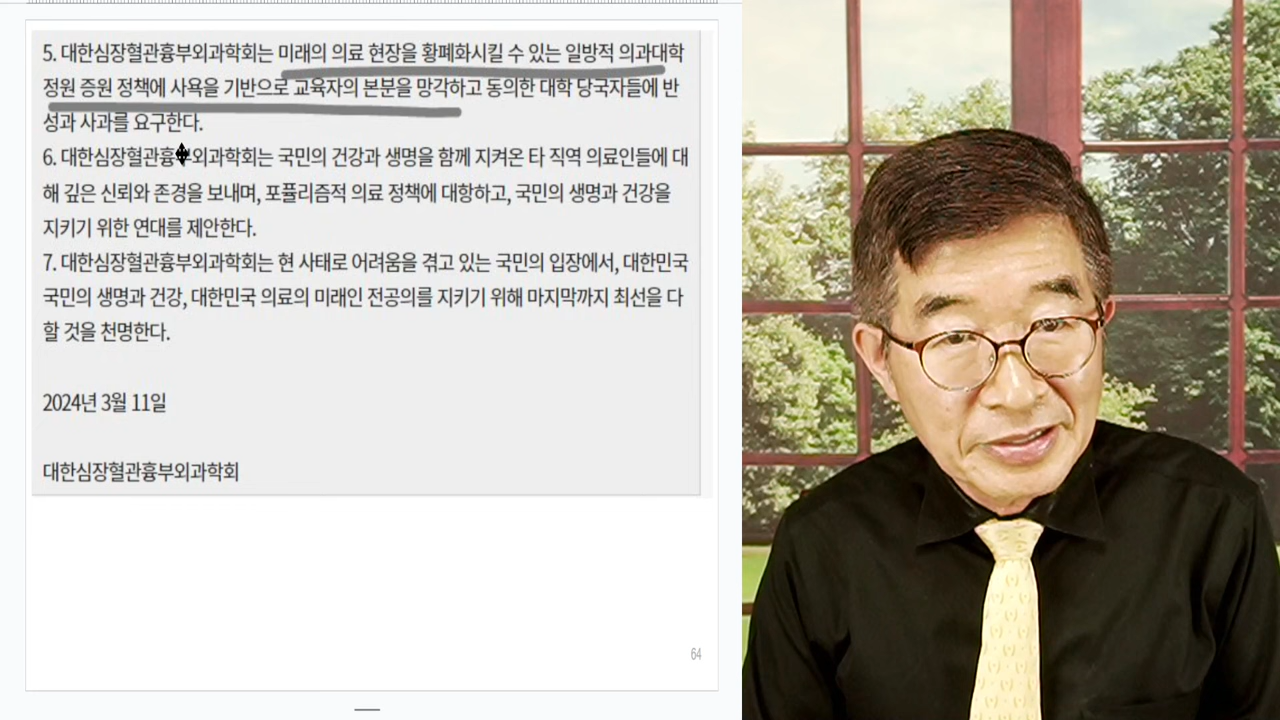 5. 대한심장혈관흉부외과학회는 미래의 의료 현장을 황폐화시킬 수 있는 일방적 의과대학
정원 증원 정책에 사욕을 기반으로 교육자의 본분을 망각하고 동의한 대학 당국자들에 반
성과 사과를 요구한다.
6. 대한심장혈관흉부외과학회는 국민의 건강과 생명을 함께 지켜온 타 직역 의료인들에 대
해 깊은 신뢰와 존경을 보내며, 포퓰리즘적 의료 정책에 대항하고, 국민의 생명과 건강을
지키기 위한 연대를 제안한다.
7. 대한심장혈관흉부외과학회는 현 사태로 어려움을 겪고 있는 국민의 입장에서, 대한민국
국민의 생명과 건강, 대한민국 의료의 미래인 전공의를 지키기 위해 마지막까지 최선을 다
할 것을 천명한다.
2024년 3월 11일
대한심장혈관흉부외과학회
64